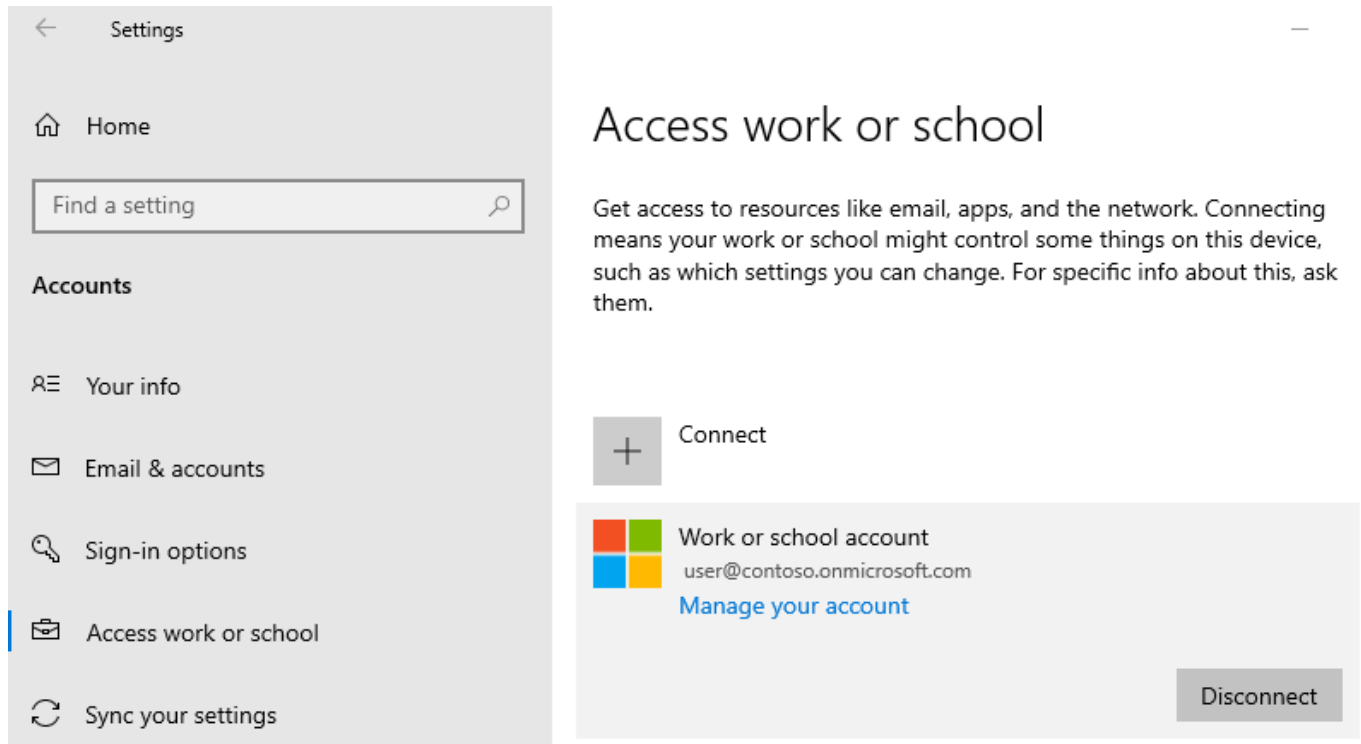 Settings
Home
Find a setting
Accounts
Your info
Email & accounts
Sign-in options
Access work or school
Sync your settings
Access work or school
Get access to resources like email, apps, and the network. Connecting
means your work or school might control some things on this device,
such as which settings you can change. For specific info about this, ask
them.
Connect
Work or school account
user@contoso.onmicrosoft.com
Manage your account
Disconnect